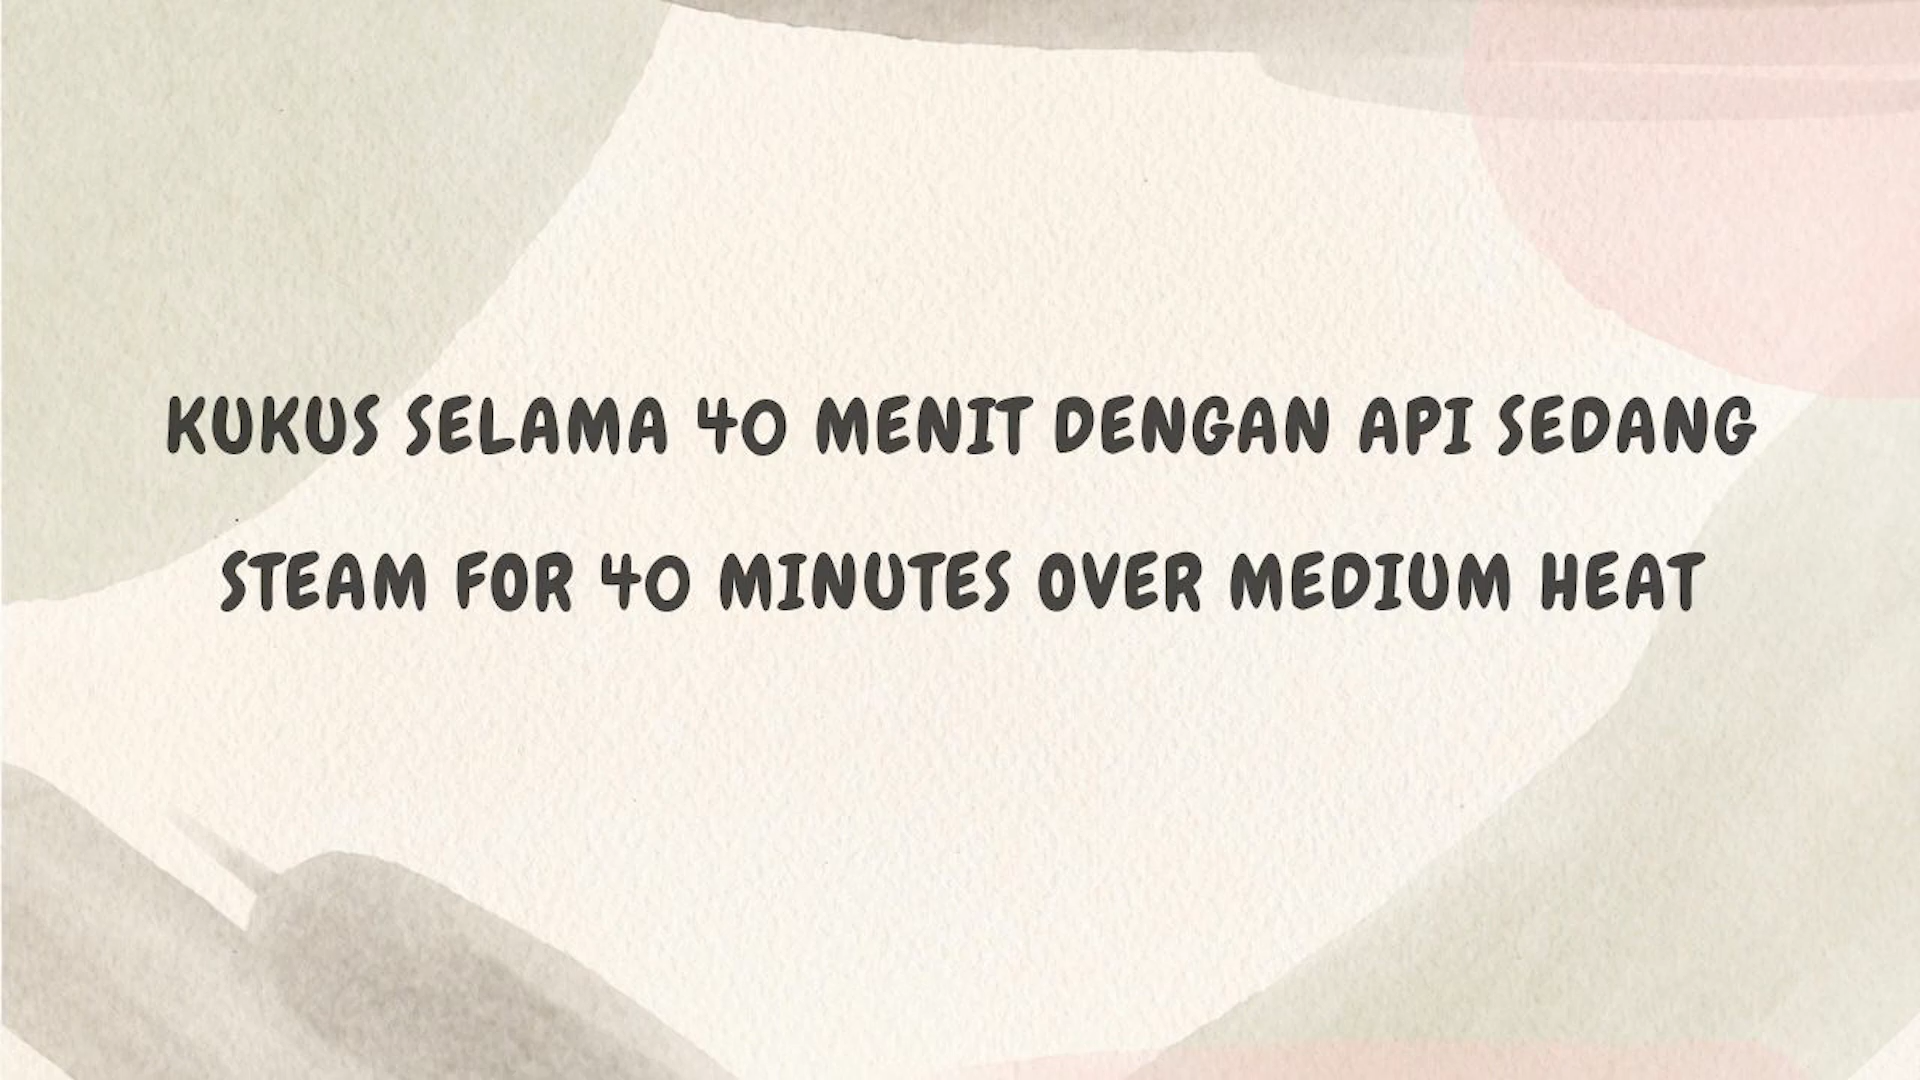 KUKUS SELAMA 40 MENIT DENGAN API SEDANG
STEAM FOR 40 MINUTES OVER MEDIUM HEAT